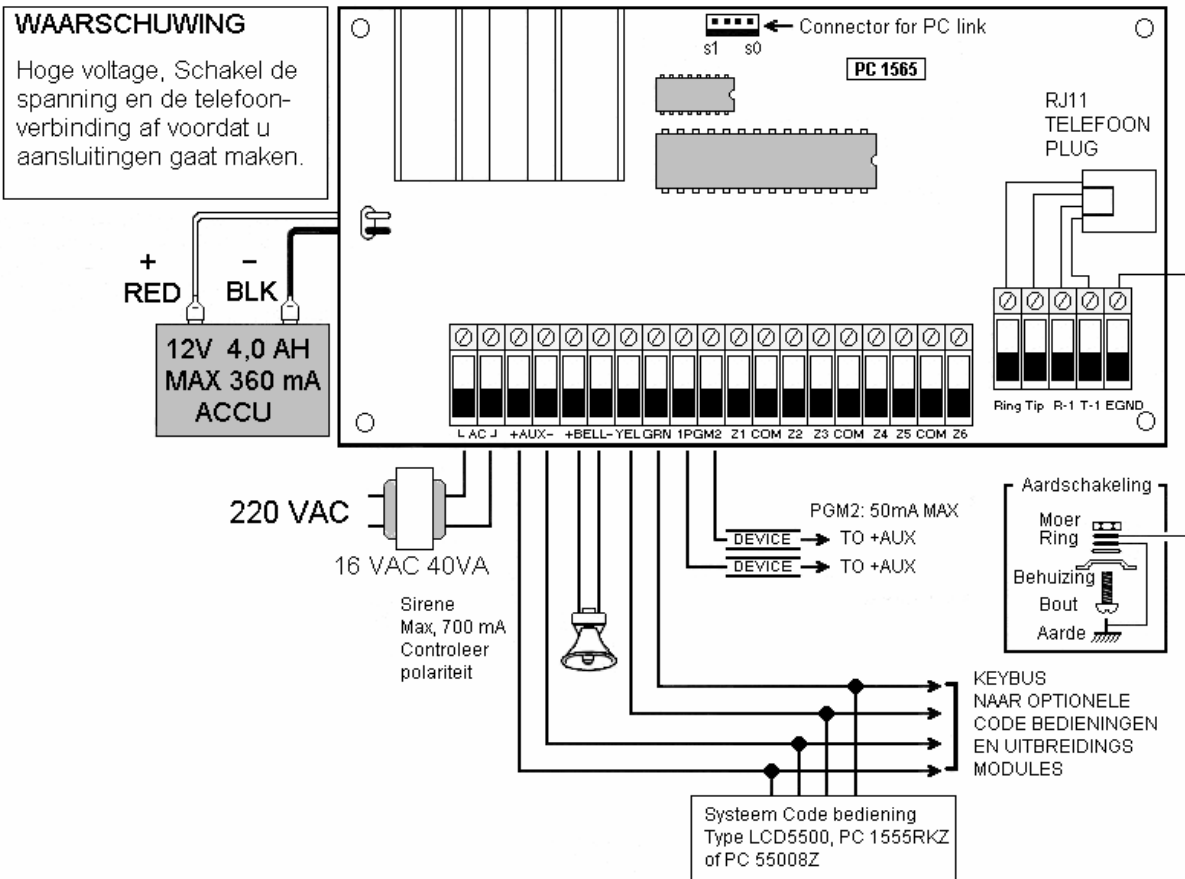 WAARSCHUWING
Hoge voltage, Schakel de
spanning en de telefoon-
verbinding af voordat u
aansluitingen gaat maken.
Connector for PC link
s1 s0
PC 1565
RJ11
TELEFOON
PLUG
+ −
RED BLK
12V 4,0 AH
MAX 360 mA
ACCU
Ring Tip R-1 T-1 EGND
└ AC ┘ +AUX- +BELL- YEL GRN 1PGM2 Z1 COM Z2 Z3 COM Z4 Z5 COM Z6
220 VAC
16 VAC 40VA
PGM2: 50mA MAX
DEVICE TO +AUX
DEVICE TO +AUX
Aardschakeling
Moer
Ring
Behuizing
Bout
Aarde
Sirene
Max, 700 mA
Controleer
polariteit
KEYBUS
NAAR OPTIONELE
CODE BEDIENINGEN
EN UITBREIDINGS
MODULES
Systeem Code bediening
Type LCD5500, PC 1555RKZ
of PC 55008Z